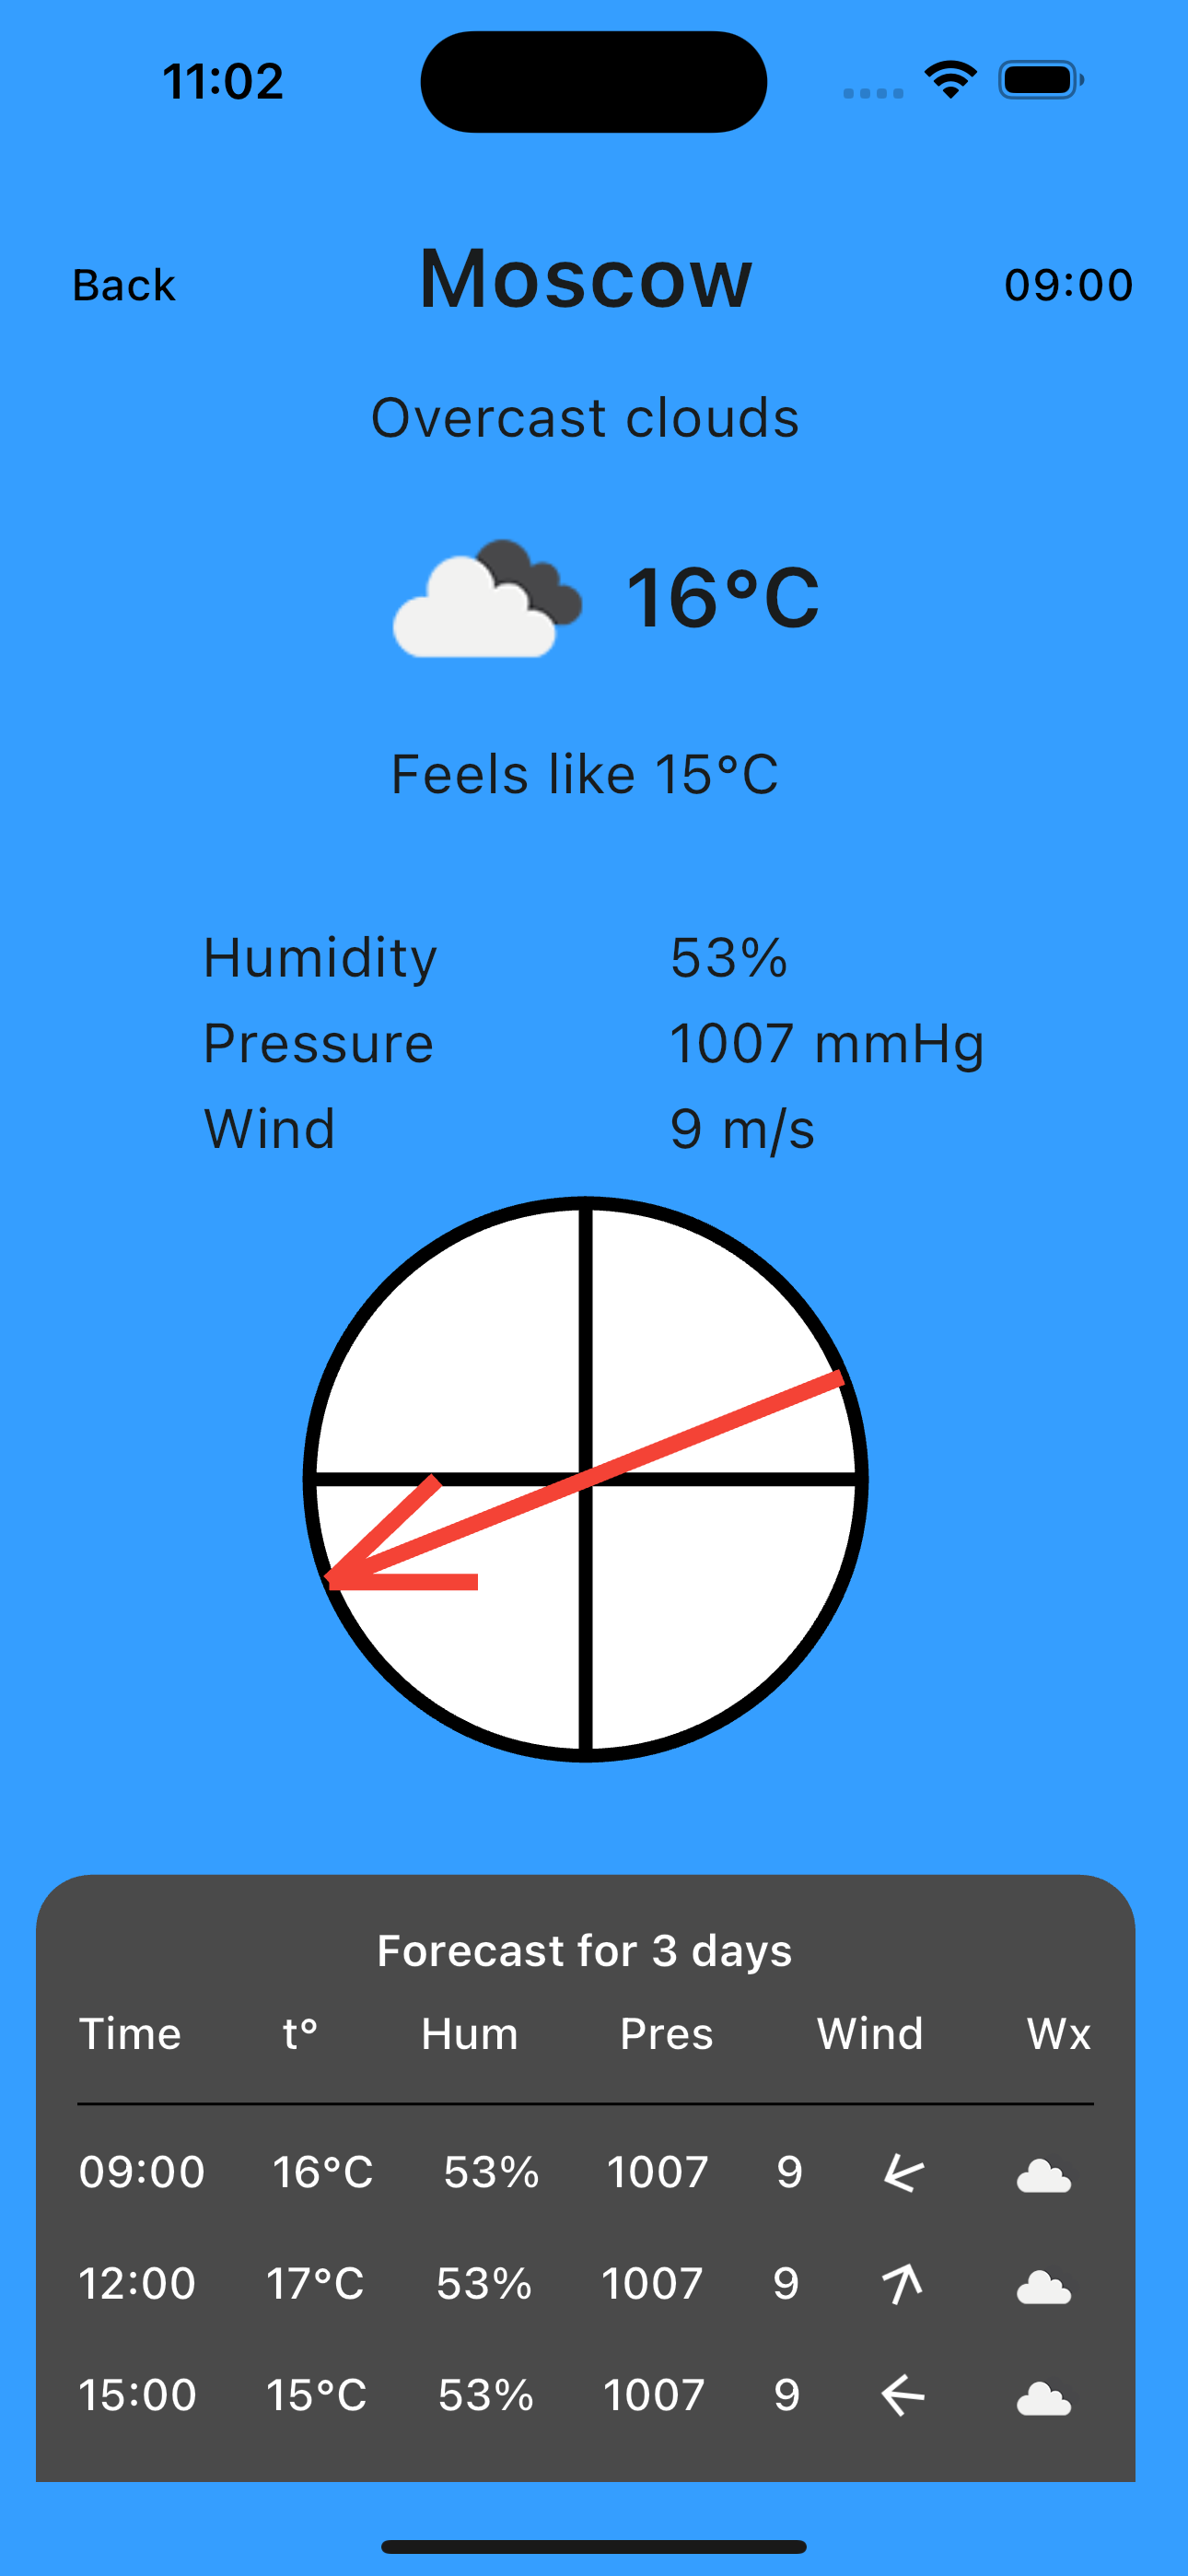 11:02
Back Moscow 09:00
Overcast clouds
16°C
Feels like 15°C
Humidity 53%
Pressure 1007 mmHg
Wind 9 m/s
Forecast for 3 days
Time t° Hum Pres Wind Wx
09:00 16°C 53% 1007 9
12:00 17°C 53% 1007 9
15:00 15°C 53% 1007 9